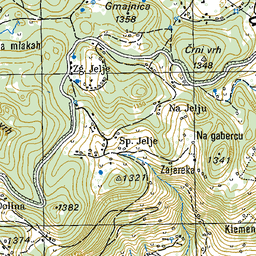 Gmajnica
1358
a mlakah
Črni vrh
1348
Zg. Jelje
Na Jelju
Na gabercu
vrh
Sp. Jelje
1341
Zajereka
1321
Dolina
1382
Klemen
1374